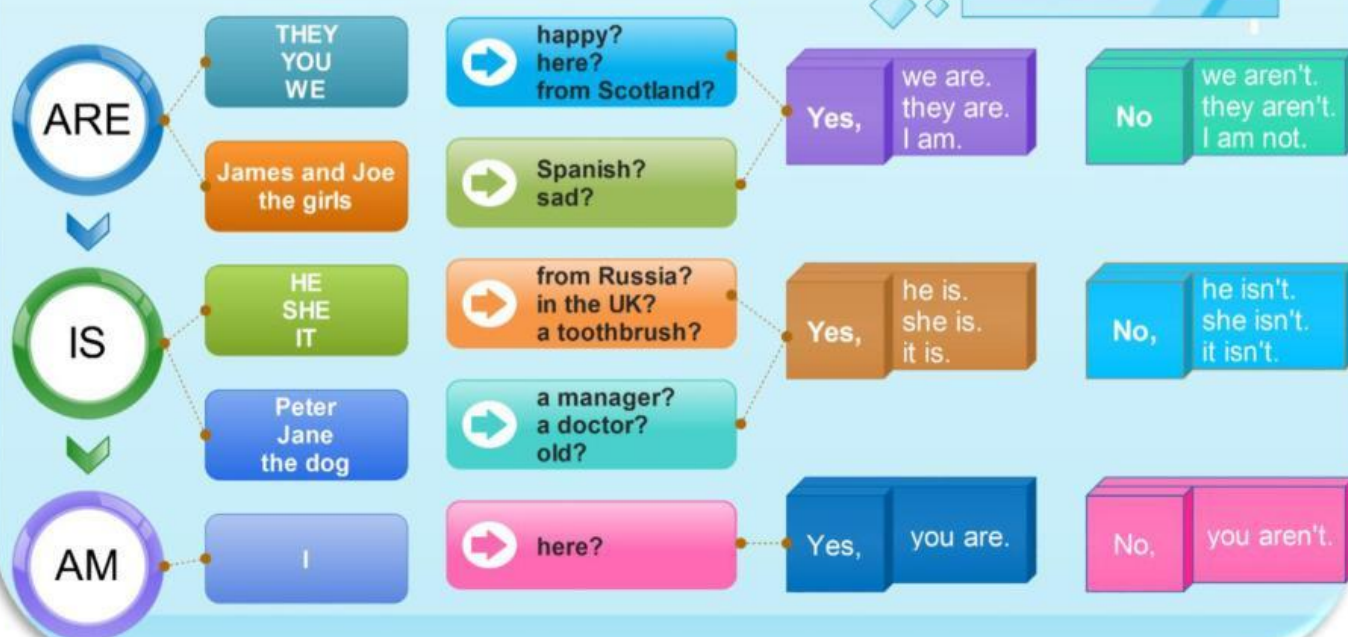 ARE
THEY
YOU
WE
James and Joe
the girls
happy?
here?
from Scotland?
Spanish?
sad?
Yes,
we are.
they are.
I am.
No
we aren't.
they aren't.
I am not.
IS
HE
SHE
IT
Peter
Jane
the dog
from Russia?
in the UK?
a toothbrush?
a manager?
a doctor?
old?
Yes,
he is.
she is.
it is.
No,
he isn't.
she isn't.
it isn't.
AM
I
here?
Yes,
you are.
No,
you aren't.